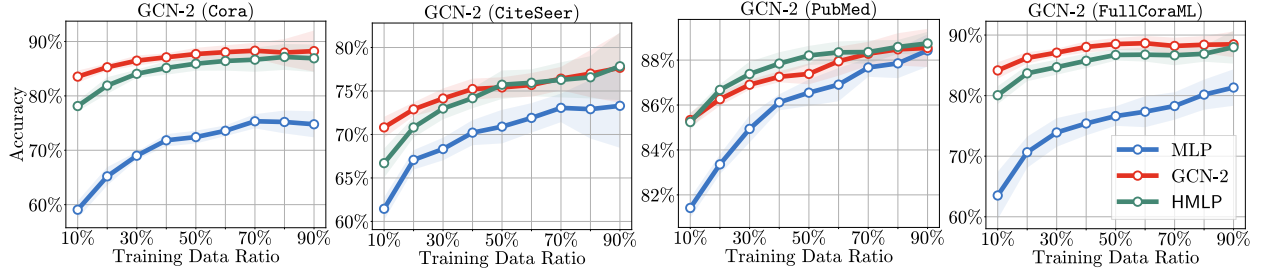 GCN-2 (Cora)
Accuracy
90%
80%
70%
60%
10% 30% 50% 70% 90%
Training Data Ratio
GCN-2 (CiteSeer)
80%
75%
70%
65%
60%
10% 30% 50% 70% 90%
Training Data Ratio
GCN-2 (PubMed)
88%
86%
84%
82%
10% 30% 50% 70% 90%
Training Data Ratio
GCN-2 (FullCoraML)
90%
80%
70%
60%
MLP
GCN-2
HMLP
10% 30% 50% 70% 90%
Training Data Ratio